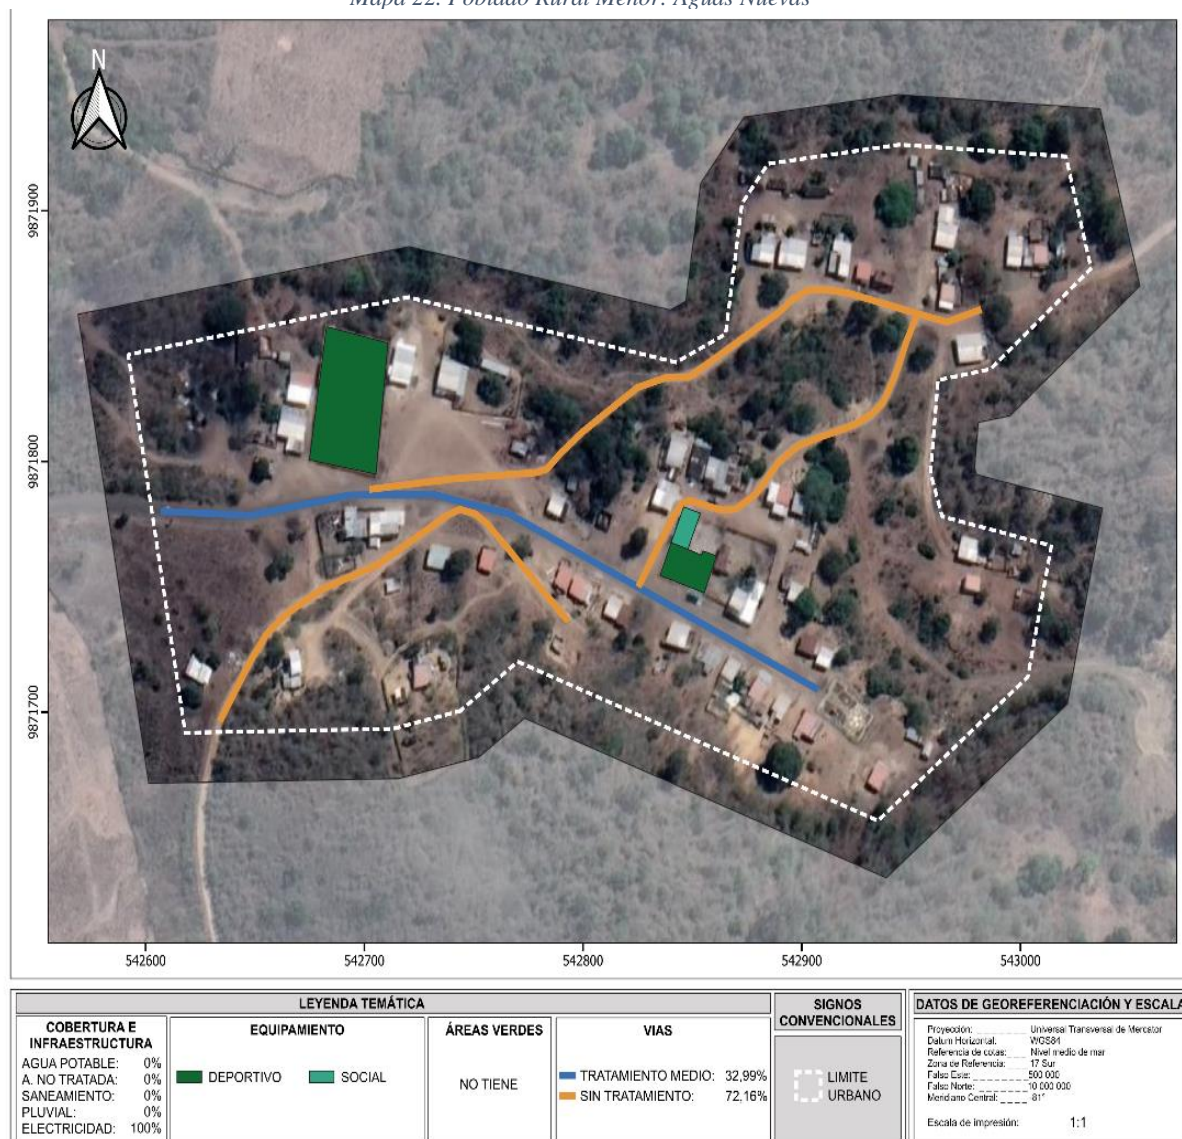 Mapa 22: Poblado Rural Menor: Aguas Nuevas
N
9871900
9871800
9871700
542600
542700
542800
542900
543000
LEYENDA TEMÁTICA
COBERTURA E
INFRAESTRUCTURA
AGUA POTABLE: 0%
A. NO TRATADA: 0%
SANEAMIENTO: 0%
PLUVIAL: 0%
ELECTRICIDAD: 100%
EQUIPAMIENTO
DEPORTIVO
SOCIAL
ÁREAS VERDES
NO TIENE
VIAS
TRATAMIENTO MEDIO: 32,99%
SIN TRATAMIENTO: 72,16%
SIGNOS
CONVENCIONALES
LIMITE
URBANO
DATOS DE GEOREFERENCIACIÓN Y ESCALA
Proyección: Universal Transversal de Mercator
Datum Horizontal: WGS84
Referencia de cotas: Nivel medio de mar
Zona de Referencia: 17 Sur
Falso Este: 500 000
Falso Norte: 10 000 000
Meridiano Central: 81°
Escala de impresión: 1:1